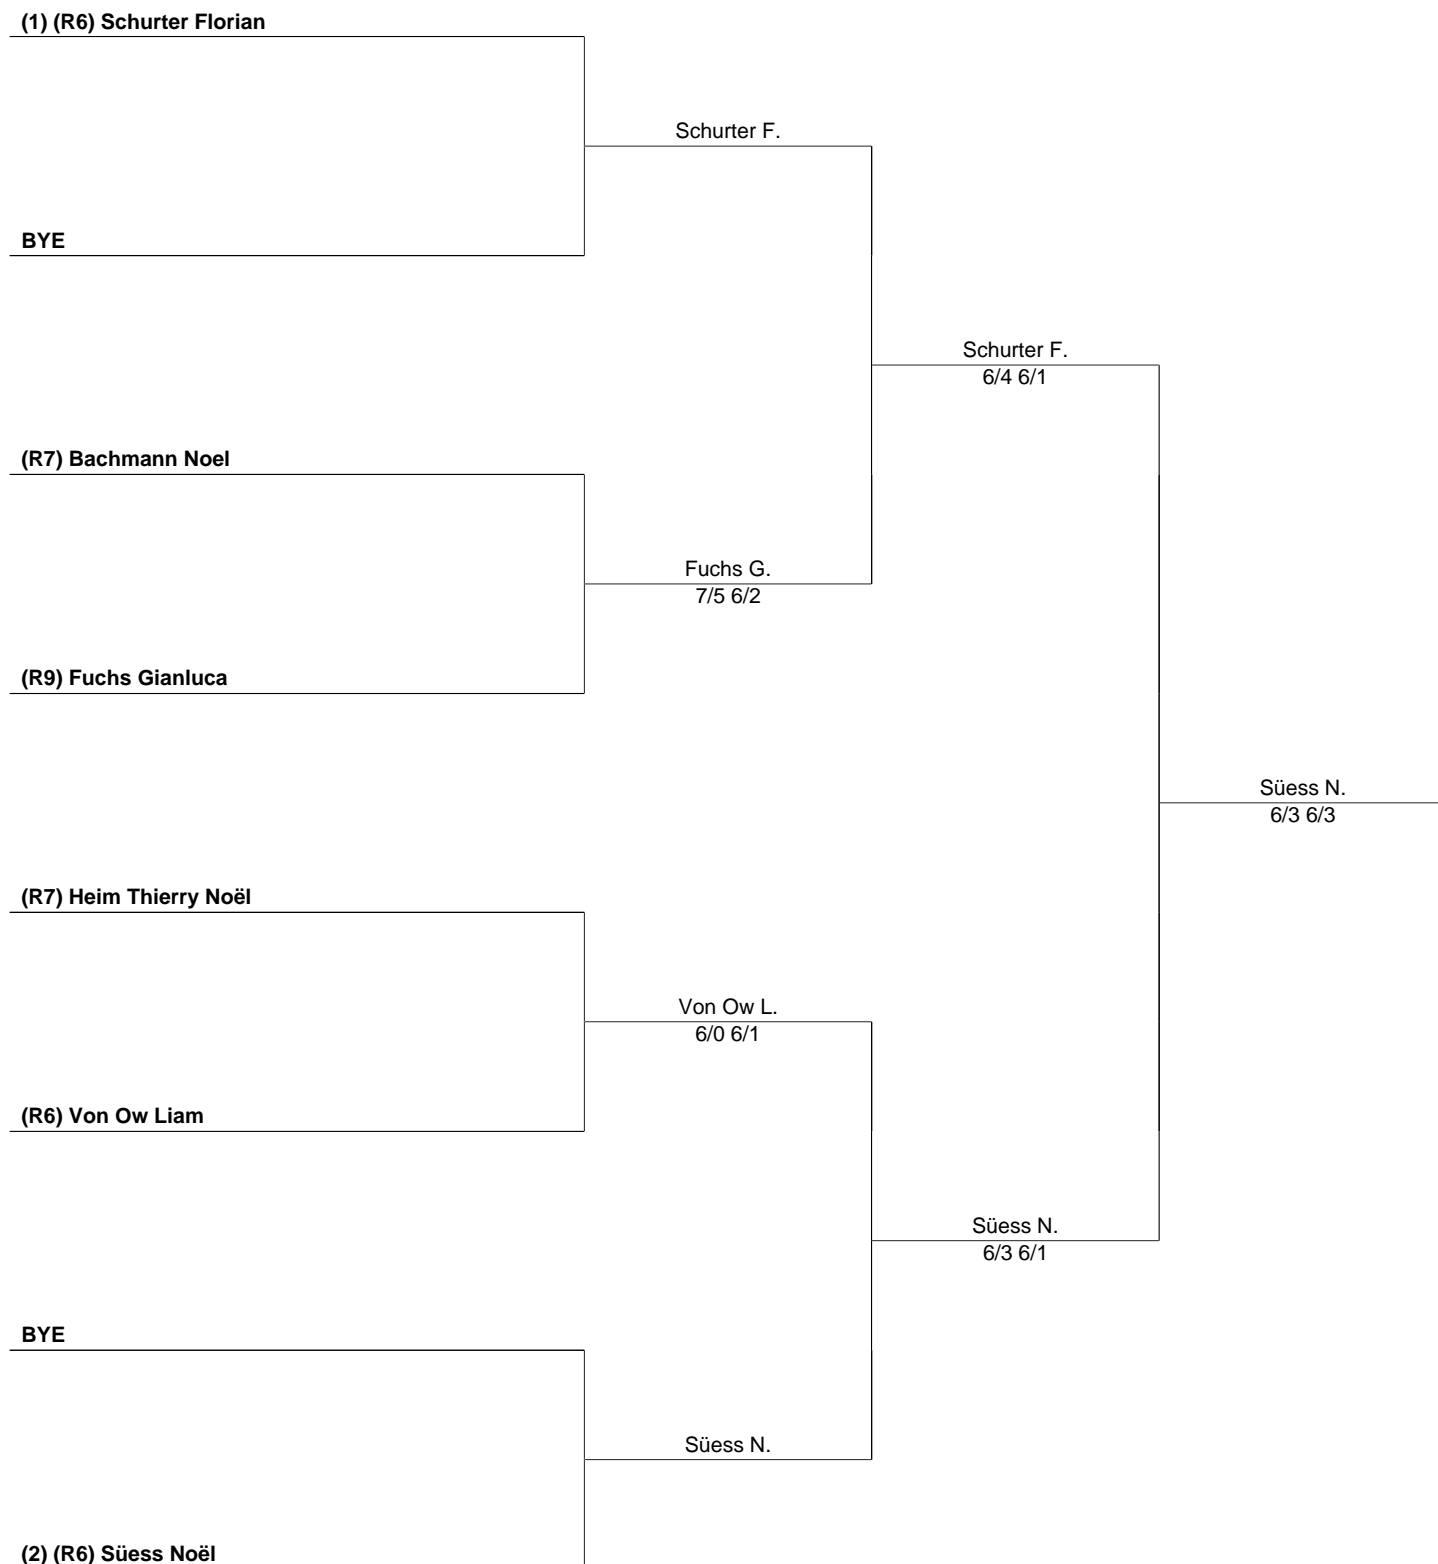 (1) (R6) Schurter Florian
Schurter F.
BYE
Schurter F.
6/4 6/1
(R7) Bachmann Noel
Fuchs G.
7/5 6/2
(R9) Fuchs Gianluca
Süess N.
6/3 6/3
(R7) Heim Thierry Noël
Von Ow L.
6/0 6/1
(R6) Von Ow Liam
Süess N.
6/3 6/1
BYE
Süess N.
(2) (R6) Süess Noël